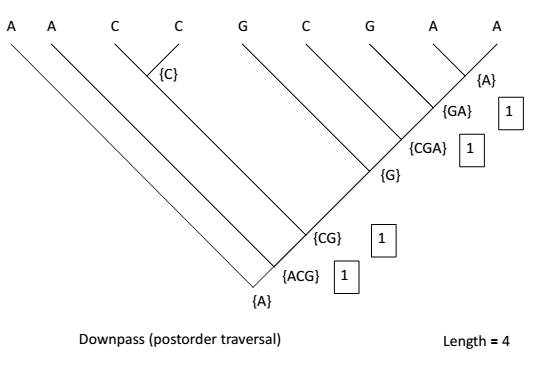 A A C C G C G A A
{C}
{A}
{GA} 1
{CGA} 1
{G}
{CG} 1
{ACG} 1
{A}
Downpass (postorder traversal) Length = 4